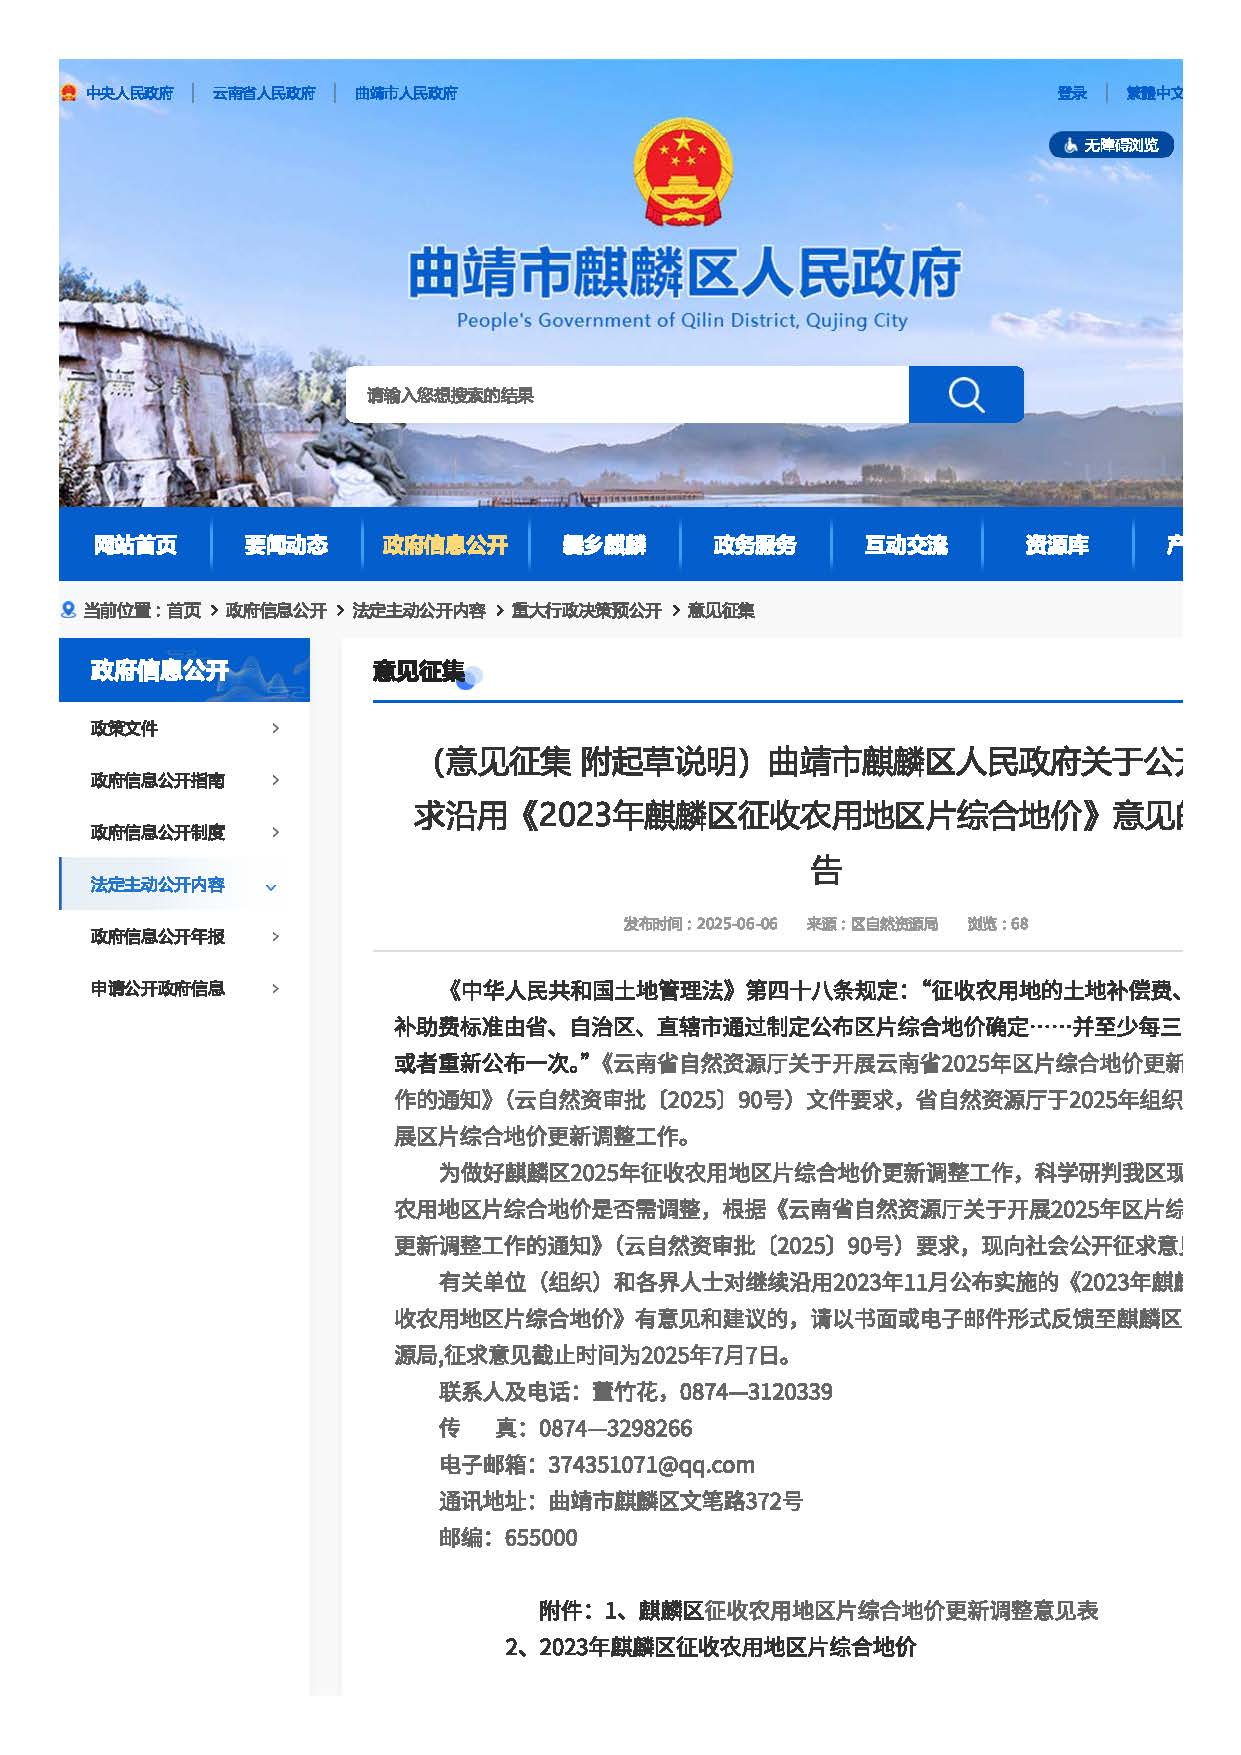 中央人民政府 云南省人民政府 曲靖市人民政府 登录 繁體中文
无障碍浏览
曲靖市麒麟区人民政府
People's Government of Qilin District, Qujing City
请输入您想搜索的结果
网站首页 要闻动态 政府信息公开 爨乡麒麟 政务服务 互动交流 资源库 产
当前位置：首页 > 政府信息公开 > 法定主动公开内容 > 重大行政决策预公开 > 意见征集
政府信息公开
政策文件
政府信息公开指南
政府信息公开制度
法定主动公开内容
政府信息公开年报
申请公开政府信息
意见征集
（意见征集 附起草说明）曲靖市麒麟区人民政府关于公开
求沿用《2023年麒麟区征收农用地区片综合地价》意见的
告
发布时间：2025-06-06 来源：区自然资源局 浏览：68
《中华人民共和国土地管理法》第四十八条规定：“征收农用地的土地补偿费、
补助费标准由省、自治区、直辖市通过制定公布区片综合地价确定……并至少每三
或者重新公布一次。”《云南省自然资源厅关于开展云南省2025年区片综合地价更新
作的通知》（云自然资审批〔2025〕90号）文件要求，省自然资源厅于2025年组织
展区片综合地价更新调整工作。
为做好麒麟区2025年征收农用地区片综合地价更新调整工作，科学研判我区现
农用地区片综合地价是否需调整，根据《云南省自然资源厅关于开展2025年区片综
更新调整工作的通知》（云自然资审批〔2025〕90号）要求，现向社会公开征求意见
有关单位（组织）和各界人士对继续沿用2023年11月公布实施的《2023年麒麟
收农用地区片综合地价》有意见和建议的，请以书面或电子邮件形式反馈至麒麟区
源局,征求意见截止时间为2025年7月7日。
联系人及电话：董竹花，0874—3120339
传 真：0874—3298266
电子邮箱：374351071@qq.com
通讯地址：曲靖市麒麟区文笔路372号
邮编：655000
附件：1、麒麟区征收农用地区片综合地价更新调整意见表
2、2023年麒麟区征收农用地区片综合地价